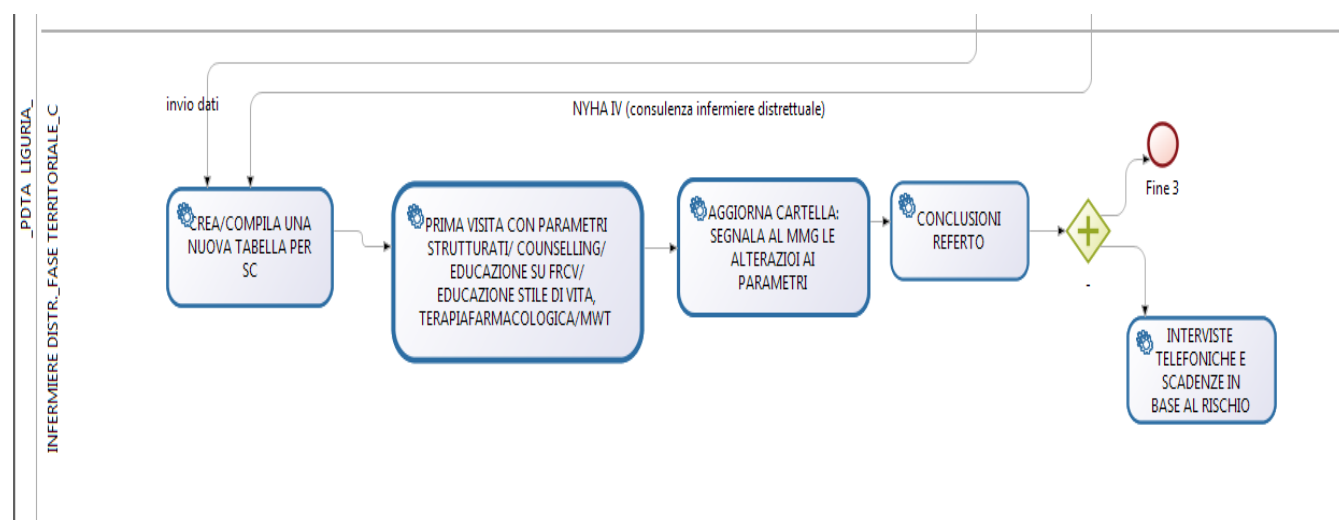 _PDTA LIGURIA_
INFERMIERE DISTR._FASE TERRITORIALE_C
invio dati
NYHA IV (consulenza infermiere distrettuale)
CREA/COMPILA UNA
NUOVA TABELLA PER
SC
PRIMA VISITA CON PARAMETRI
STRUTTURATI/ COUNSELLING/
EDUCAZIONE SU FRCV/
EDUCAZIONE STILE DI VITA,
TERAPIAFARMACOLOGICA/MWT
AGGIORNA CARTELLA:
SEGNALA AL MMG LE
ALTERAZIOI AI
PARAMETRI
CONCLUSIONI
REFERTO
-
Fine 3
INTERVISTE
TELEFONICHE E
SCADENZE IN
BASE AL RISCHIO